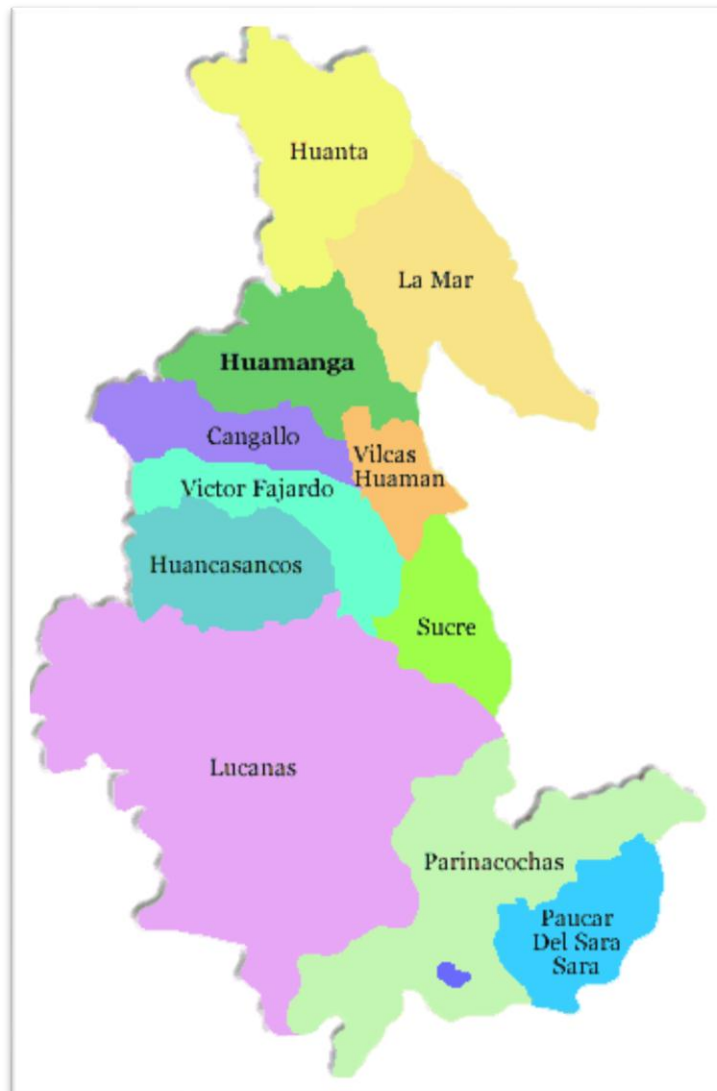 Huanta
La Mar
Huamanga
Cangallo
Vilcas
Huaman
Victor Fajardo
Huancasancos
Sucre
Lucanas
Parinacochas
Paucar
Del Sara
Sara